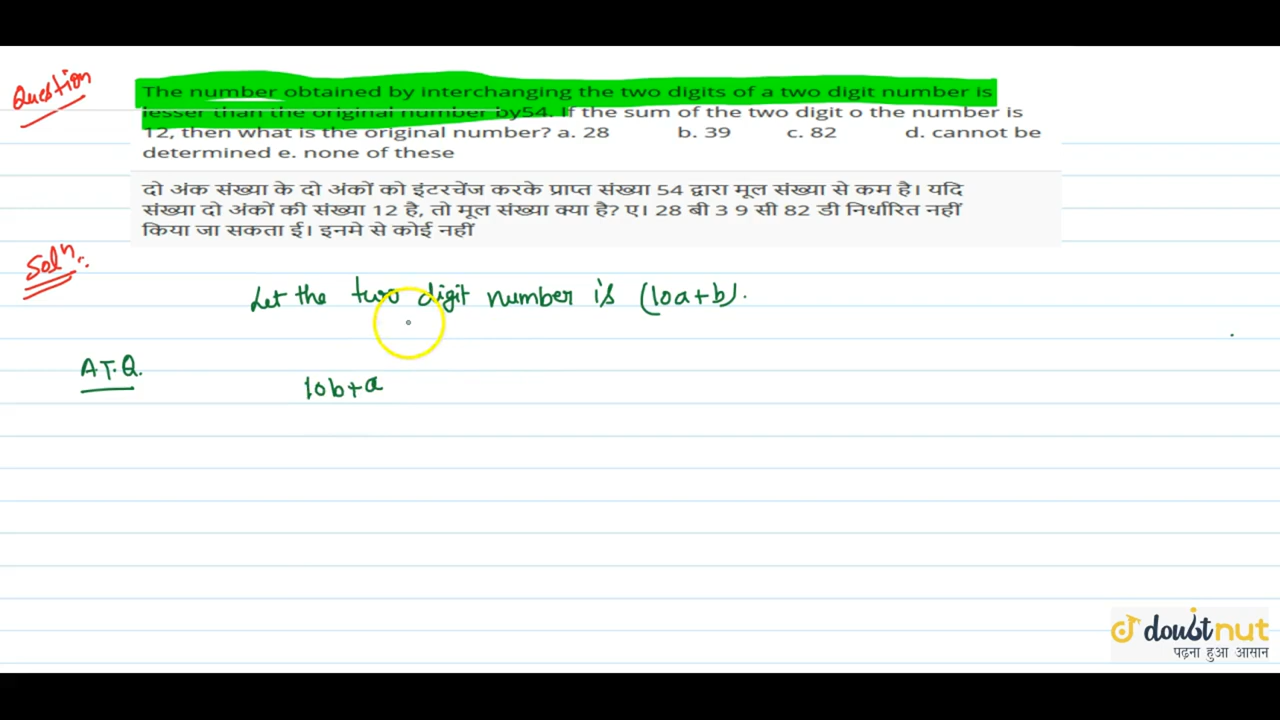 Question
The number obtained by interchanging the two digits of a two digit number is
lesser than the original number by54. If the sum of the two digit o the number is
12, then what is the original number? a. 28 b. 39 c. 82 d. cannot be
determined e. none of these
दो अंक संख्या के दो अंकों को इंटरचेंज करके प्राप्त संख्या 54 द्वारा मूल संख्या से कम है। यदि
संख्या दो अंकों की संख्या 12 है, तो मूल संख्या क्या है? ए। 28 बी 3 9 सी 82 डी निर्धारित नहीं
किया जा सकता ई। इनमे से कोई नहीं
Solⁿ:
Let the two digit number is (10a+b).
A.T.Q.
10b+a
doubtnut
पढ़ना हुआ आसान